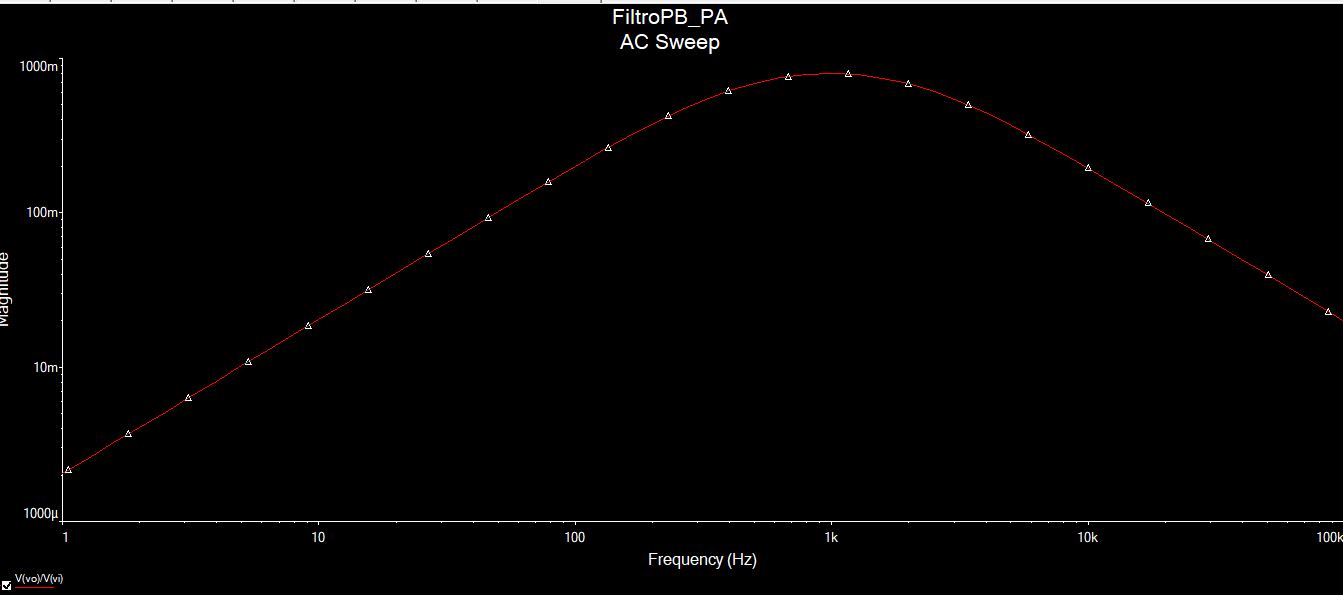 FiltroPB_PA
AC Sweep
1000m
100m
10m
1000µ
Magnitude
1 10 100 1k 10k 100k
Frequency (Hz)
V(vo)/V(vi)